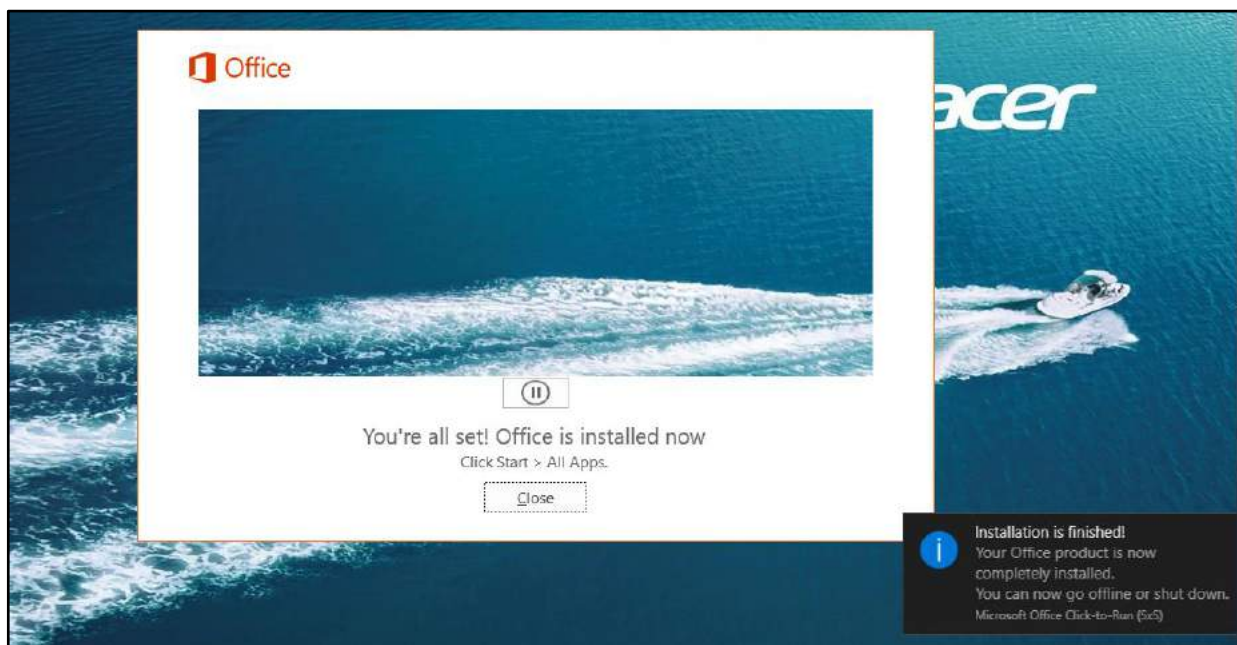 Office
acer
You're all set! Office is installed now
Click Start > All Apps.
Close
Installation is finished!
Your Office product is now
completely installed.
You can now go offline or shut down.
Microsoft Office Click-to-Run (SxS)